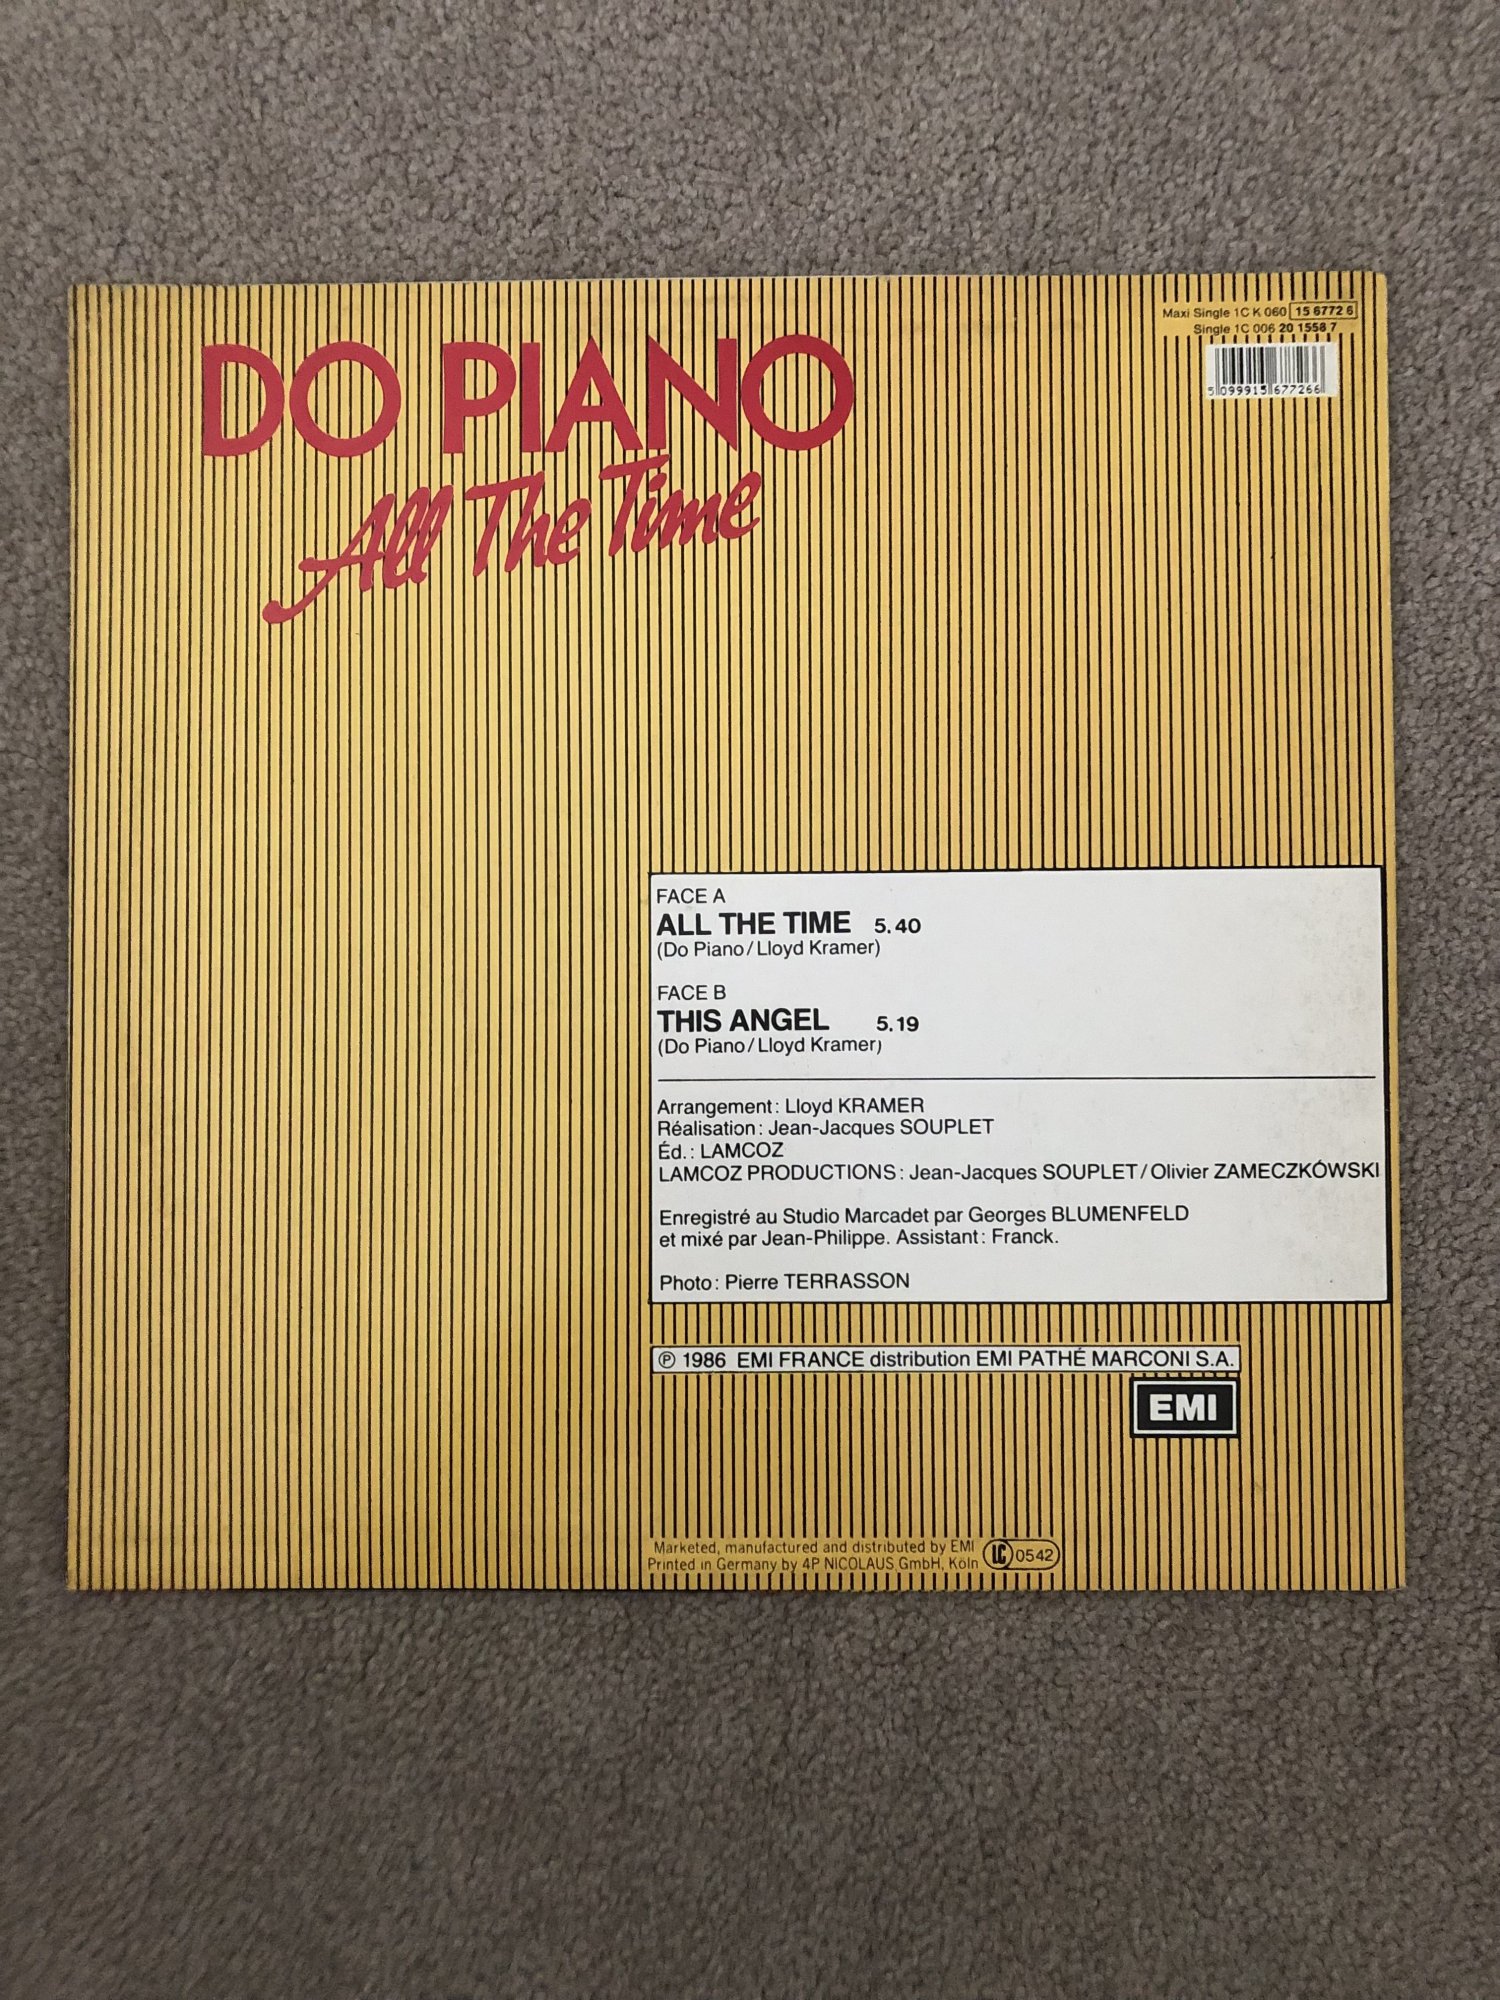 Maxi Single 1C K 060 15 6772 6
Single 1C 006 20 1558 7
5 099915 677266
DO PIANO
All The Time
FACE A
ALL THE TIME 5.40
(Do Piano/Lloyd Kramer)
FACE B
THIS ANGEL 5.19
(Do Piano/Lloyd Kramer)
Arrangement: Lloyd KRAMER
Réalisation: Jean-Jacques SOUPLET
Éd.: LAMCOZ
LAMCOZ PRODUCTIONS: Jean-Jacques SOUPLET/Olivier ZAMECZKÓWSKI
Enregistré au Studio Marcadet par Georges BLUMENFELD
et mixé par Jean-Philippe. Assistant: Franck.
Photo: Pierre TERRASSON
℗ 1986 EMI FRANCE distribution EMI PATHÉ MARCONI S.A.
EMI
Marketed, manufactured and distributed by EMI
Printed in Germany by 4P NICOLAUS GmbH, Köln
LC 0542